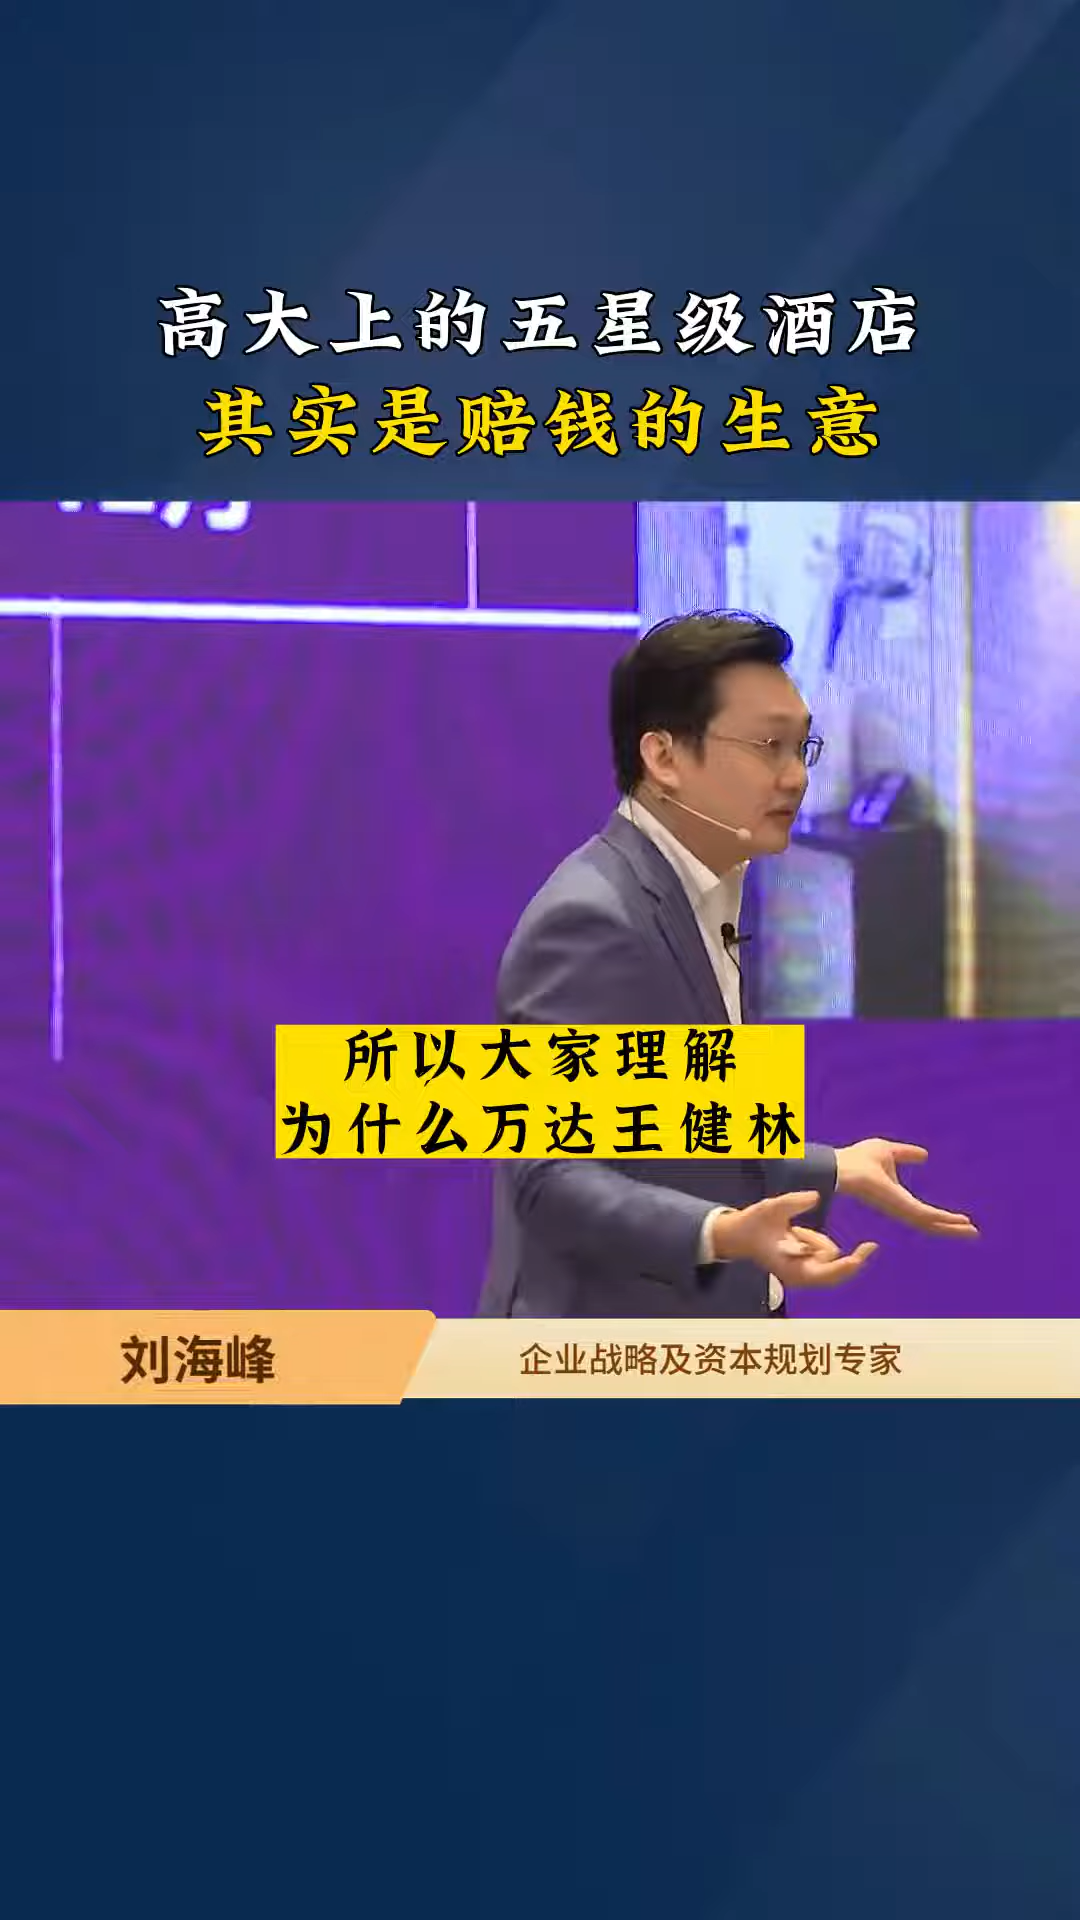 高大上的五星级酒店
其实是赔钱的生意
所以大家理解
为什么万达王健林
刘海峰
企业战略及资本规划专家